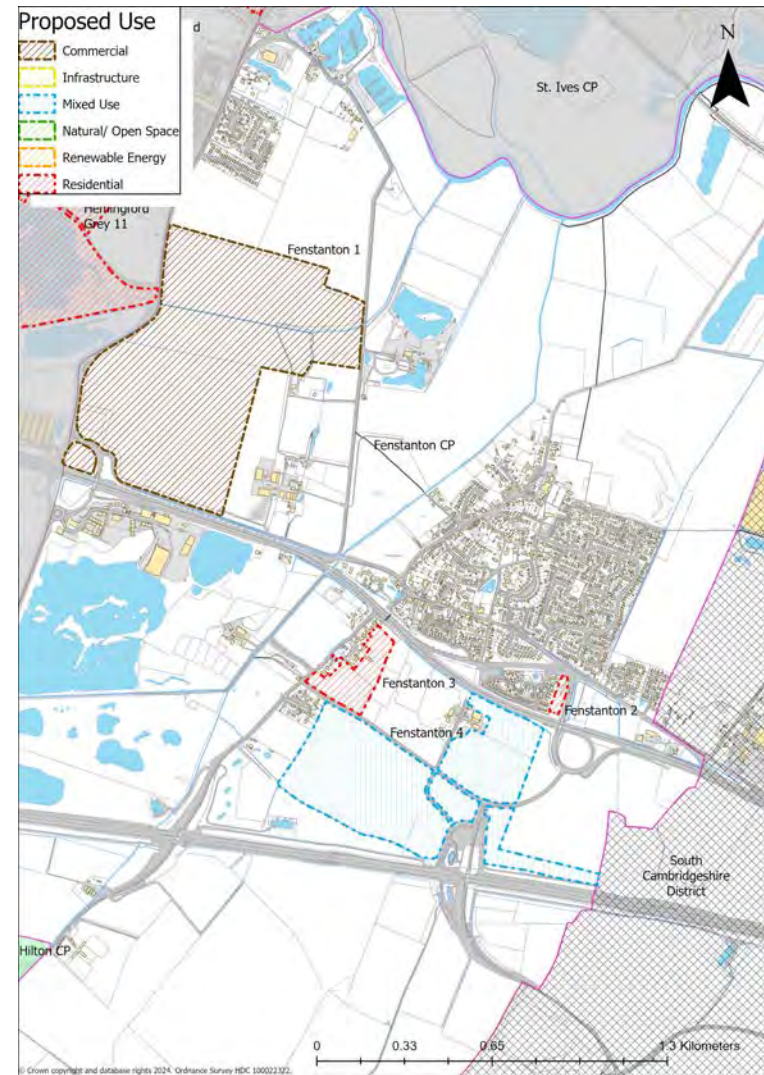 Proposed Use
Commercial
Infrastructure
Mixed Use
Natural/ Open Space
Renewable Energy
Residential
d
N
St. Ives CP
Hemingford
Grey 11
Fenstanton 1
Fenstanton CP
Fenstanton 3
Fenstanton 2
Fenstanton 4
South
Cambridgeshire
District
Hilton CP
0 0.33 0.65 1.3 Kilometers
© Crown copyright and database rights 2024. Ordnance Survey HDC 100022322.